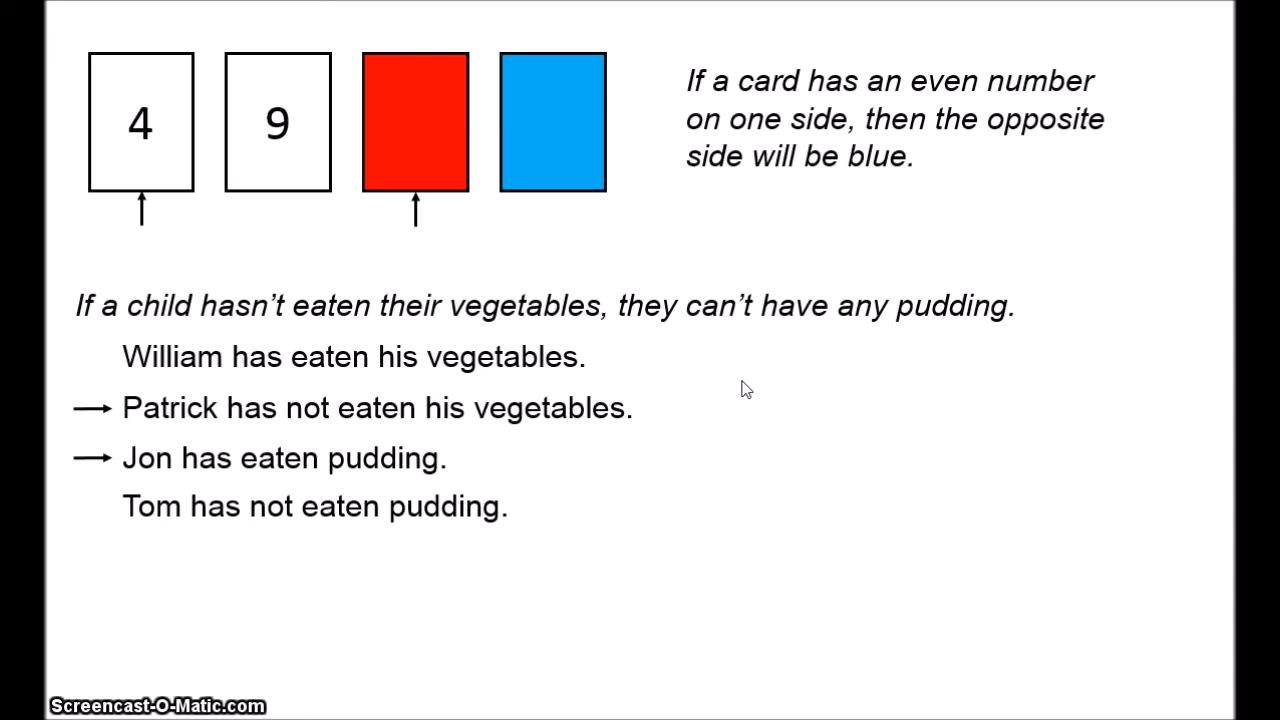 4
9
If a card has an even number
on one side, then the opposite
side will be blue.
If a child hasn't eaten their vegetables, they can't have any pudding.
William has eaten his vegetables.
Patrick has not eaten his vegetables.
Jon has eaten pudding.
Tom has not eaten pudding.
Screencast-O-Matic.com